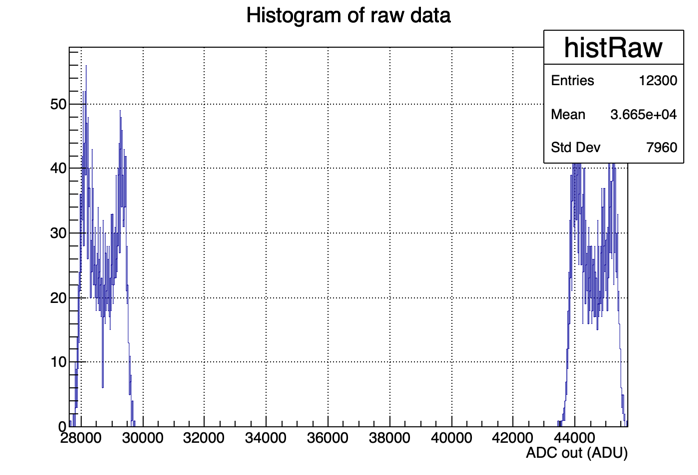 Histogram of raw data
histRaw
Entries 12300
Mean 3.665e+04
Std Dev 7960
50
40
30
20
10
0
28000 30000 32000 34000 36000 38000 40000 42000 44000
ADC out (ADU)